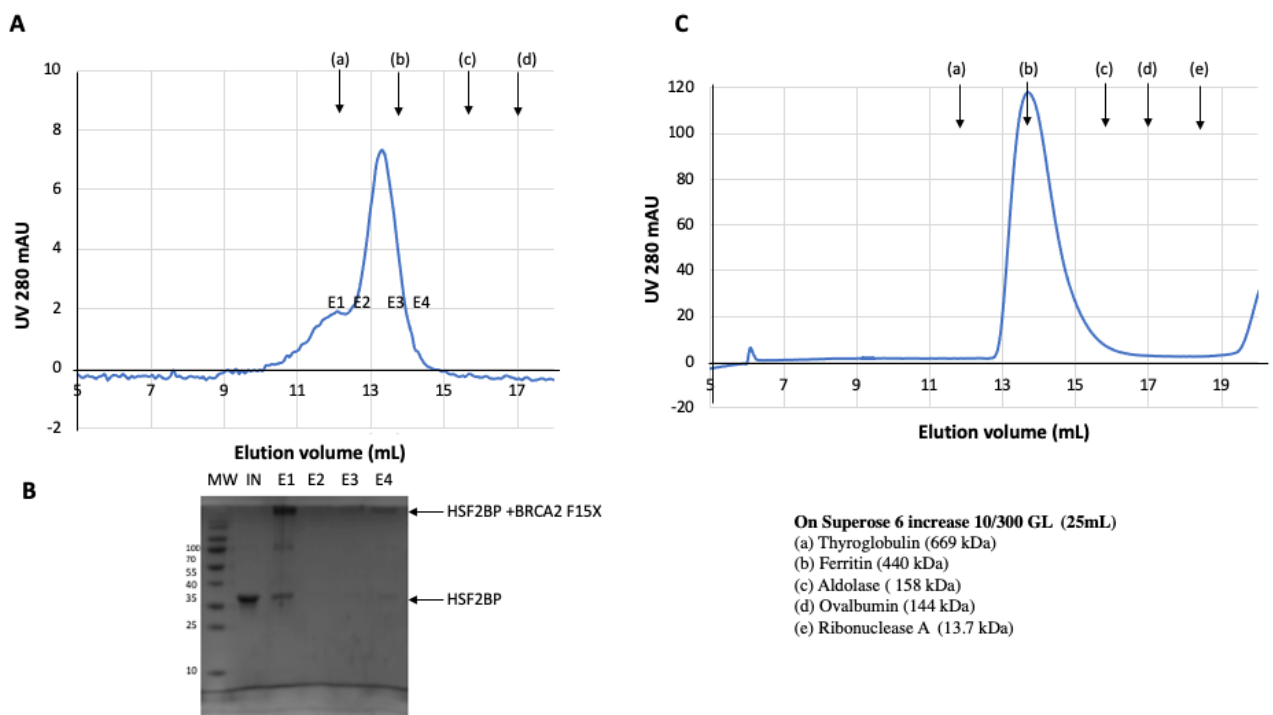 A
(a) (b) (c) (d)
10
8
6
4
2
0
-2
5 7 9 11 13 15 17
E1 E2 E3 E4
UV 280 mAU
Elution volume (mL)
B
MW IN E1 E2 E3 E4
HSF2BP +BRCA2 F15X
100
70
55
40
35
HSF2BP
25
10
C
(a) (b) (c) (d) (e)
120
100
80
60
40
20
0
-20
5 7 9 11 13 15 17 19
UV 280 mAU
Elution volume (mL)
On Superose 6 increase 10/300 GL (25mL)
(a) Thyroglobulin (669 kDa)
(b) Ferritin (440 kDa)
(c) Aldolase ( 158 kDa)
(d) Ovalbumin (144 kDa)
(e) Ribonuclease A (13.7 kDa)